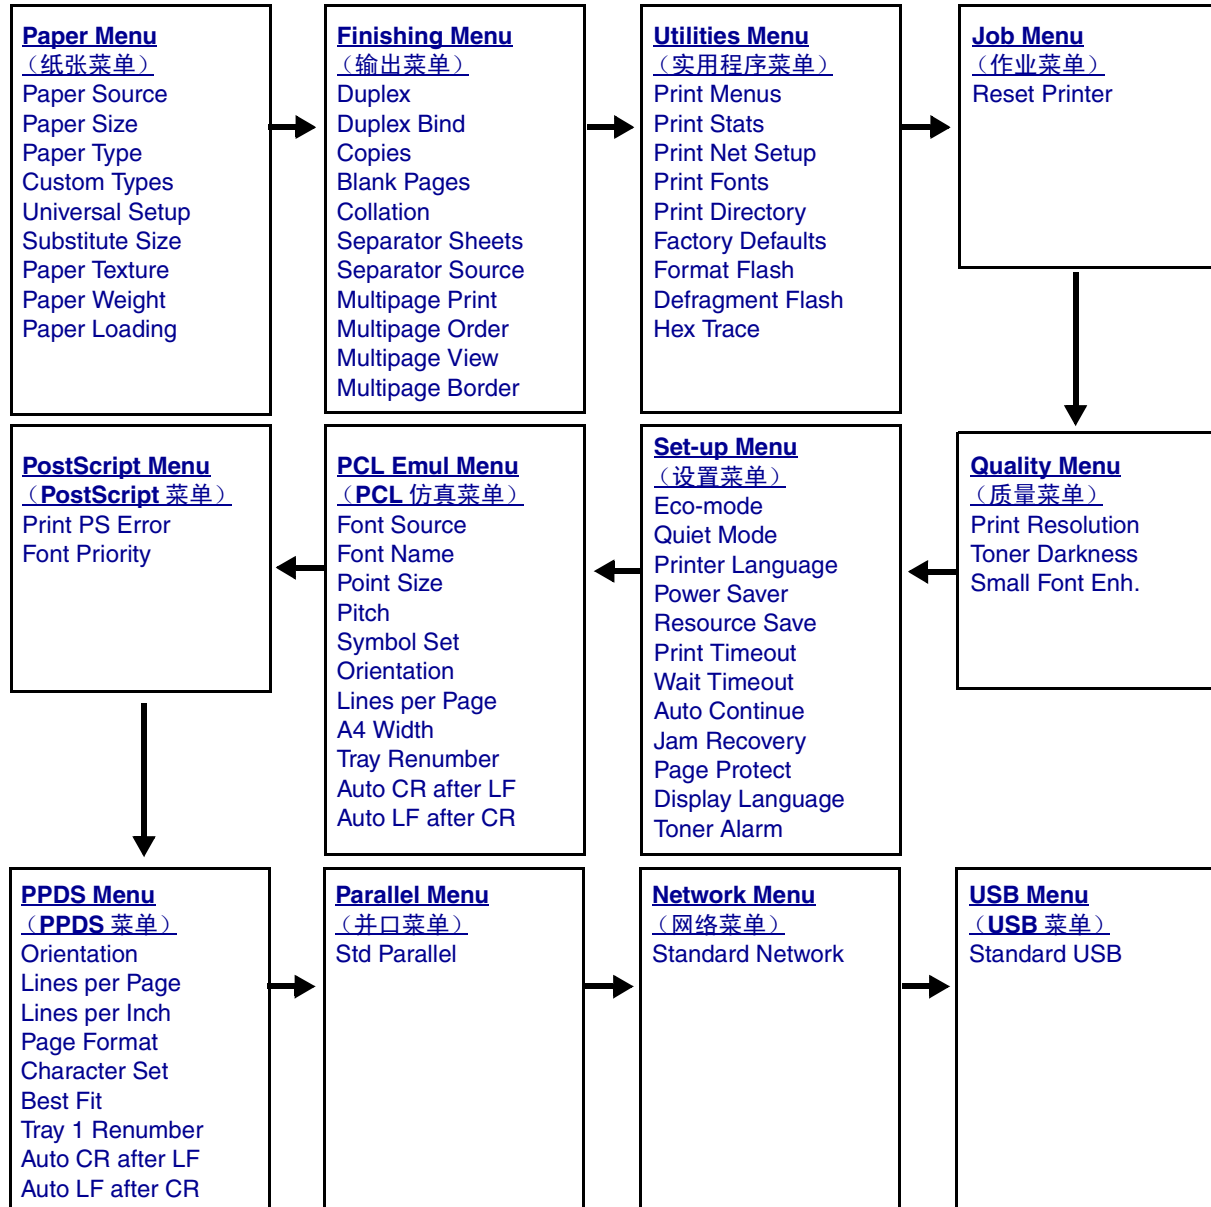 Paper Menu
（纸张菜单）
Paper Source
Paper Size
Paper Type
Custom Types
Universal Setup
Substitute Size
Paper Texture
Paper Weight
Paper Loading
Finishing Menu
（输出菜单）
Duplex
Duplex Bind
Copies
Blank Pages
Collation
Separator Sheets
Separator Source
Multipage Print
Multipage Order
Multipage View
Multipage Border
Utilities Menu
（实用程序菜单）
Print Menus
Print Stats
Print Net Setup
Print Fonts
Print Directory
Factory Defaults
Format Flash
Defragment Flash
Hex Trace
Job Menu
（作业菜单）
Reset Printer
Quality Menu
（质量菜单）
Print Resolution
Toner Darkness
Small Font Enh.
Set-up Menu
（设置菜单）
Eco-mode
Quiet Mode
Printer Language
Power Saver
Resource Save
Print Timeout
Wait Timeout
Auto Continue
Jam Recovery
Page Protect
Display Language
Toner Alarm
PCL Emul Menu
（PCL 仿真菜单）
Font Source
Font Name
Point Size
Pitch
Symbol Set
Orientation
Lines per Page
A4 Width
Tray Renumber
Auto CR after LF
Auto LF after CR
PostScript Menu
（PostScript 菜单）
Print PS Error
Font Priority
PPDS Menu
（PPDS 菜单）
Orientation
Lines per Page
Lines per Inch
Page Format
Character Set
Best Fit
Tray 1 Renumber
Auto CR after LF
Auto LF after CR
Parallel Menu
（并口菜单）
Std Parallel
Network Menu
（网络菜单）
Standard Network
USB Menu
（USB 菜单）
Standard USB